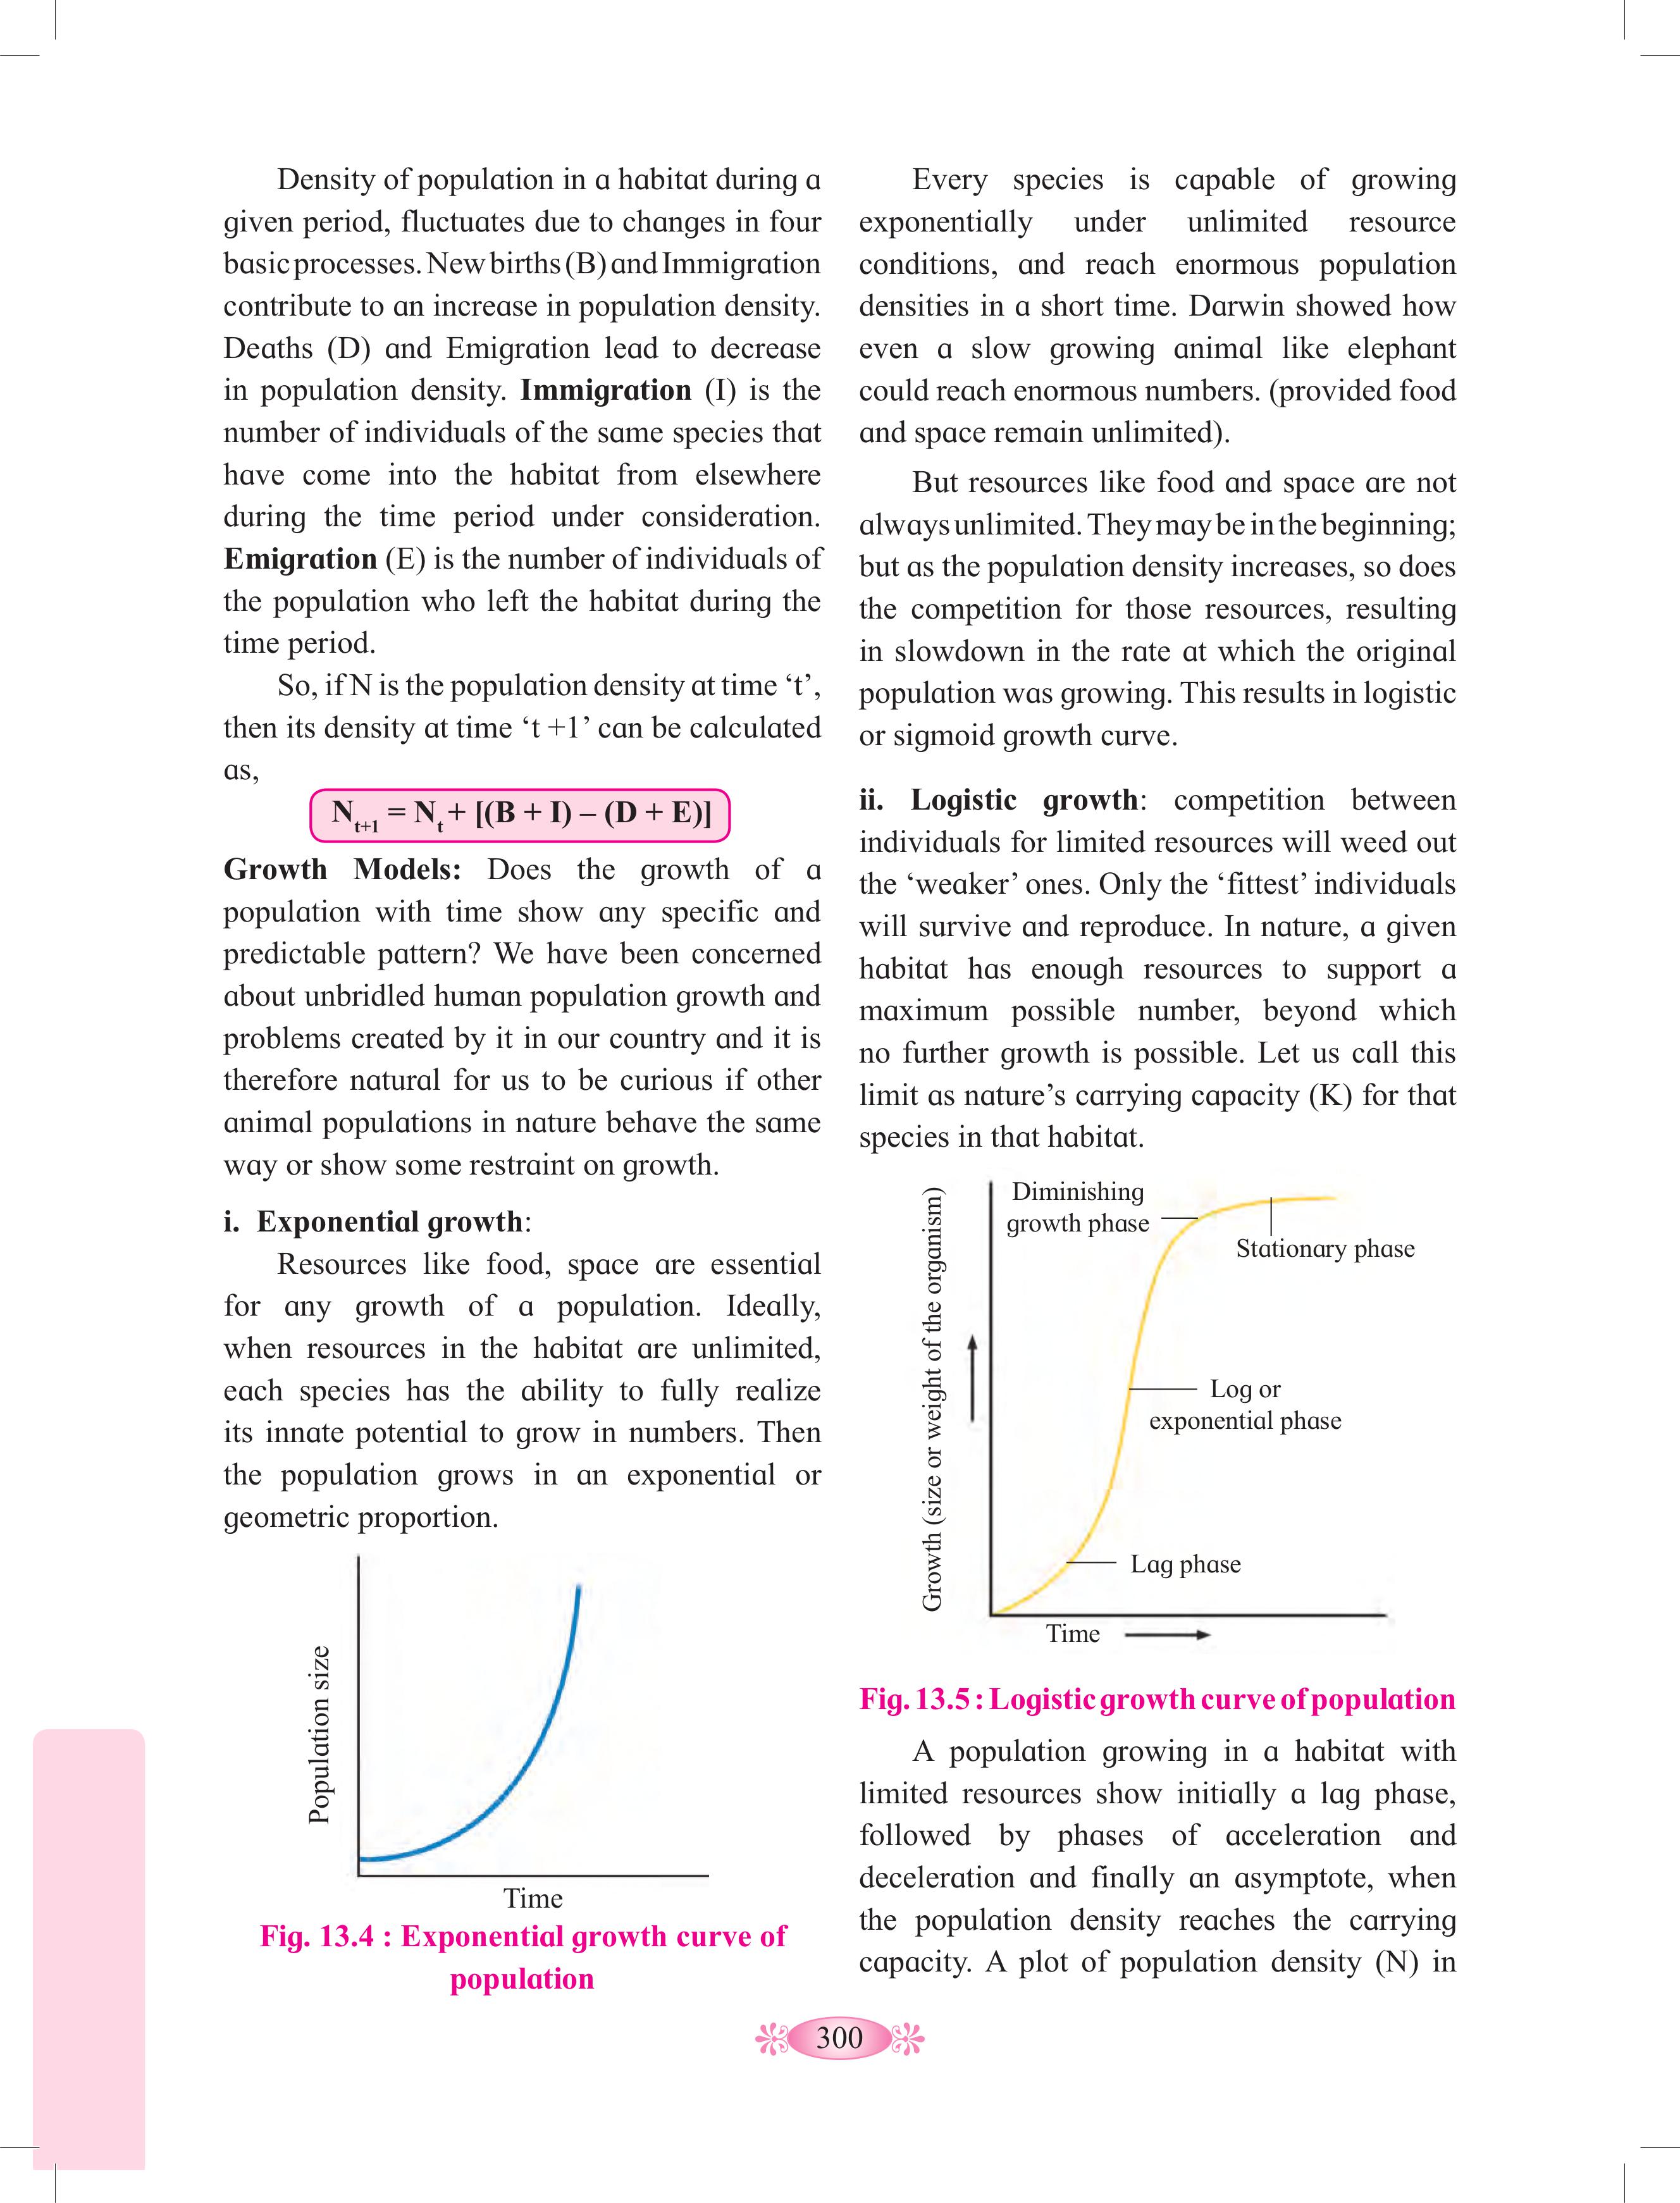 Density of population in a habitat during a
given period, fluctuates due to changes in four
basic processes. New births (B) and Immigration
contribute to an increase in population density.
Deaths (D) and Emigration lead to decrease
in population density. Immigration (I) is the
number of individuals of the same species that
have come into the habitat from elsewhere
during the time period under consideration.
Emigration (E) is the number of individuals of
the population who left the habitat during the
time period.
So, if N is the population density at time ‘t’,
then its density at time ‘t +1’ can be calculated
as,
Nt+1 = Nt + [(B + I) – (D + E)]
Growth Models: Does the growth of a
population with time show any specific and
predictable pattern? We have been concerned
about unbridled human population growth and
problems created by it in our country and it is
therefore natural for us to be curious if other
animal populations in nature behave the same
way or show some restraint on growth.
i. Exponential growth:
Resources like food, space are essential
for any growth of a population. Ideally,
when resources in the habitat are unlimited,
each species has the ability to fully realize
its innate potential to grow in numbers. Then
the population grows in an exponential or
geometric proportion.
Population size
Time
Fig. 13.4 : Exponential growth curve of
population
Every species is capable of growing
exponentially under unlimited resource
conditions, and reach enormous population
densities in a short time. Darwin showed how
even a slow growing animal like elephant
could reach enormous numbers. (provided food
and space remain unlimited).
But resources like food and space are not
always unlimited. They may be in the beginning;
but as the population density increases, so does
the competition for those resources, resulting
in slowdown in the rate at which the original
population was growing. This results in logistic
or sigmoid growth curve.
ii. Logistic growth: competition between
individuals for limited resources will weed out
the ‘weaker’ ones. Only the ‘fittest’ individuals
will survive and reproduce. In nature, a given
habitat has enough resources to support a
maximum possible number, beyond which
no further growth is possible. Let us call this
limit as nature’s carrying capacity (K) for that
species in that habitat.
Growth (size or weight of the organism)
Diminishing
growth phase
Stationary phase
Log or
exponential phase
Lag phase
Time
Fig. 13.5 : Logistic growth curve of population
A population growing in a habitat with
limited resources show initially a lag phase,
followed by phases of acceleration and
deceleration and finally an asymptote, when
the population density reaches the carrying
capacity. A plot of population density (N) in
300